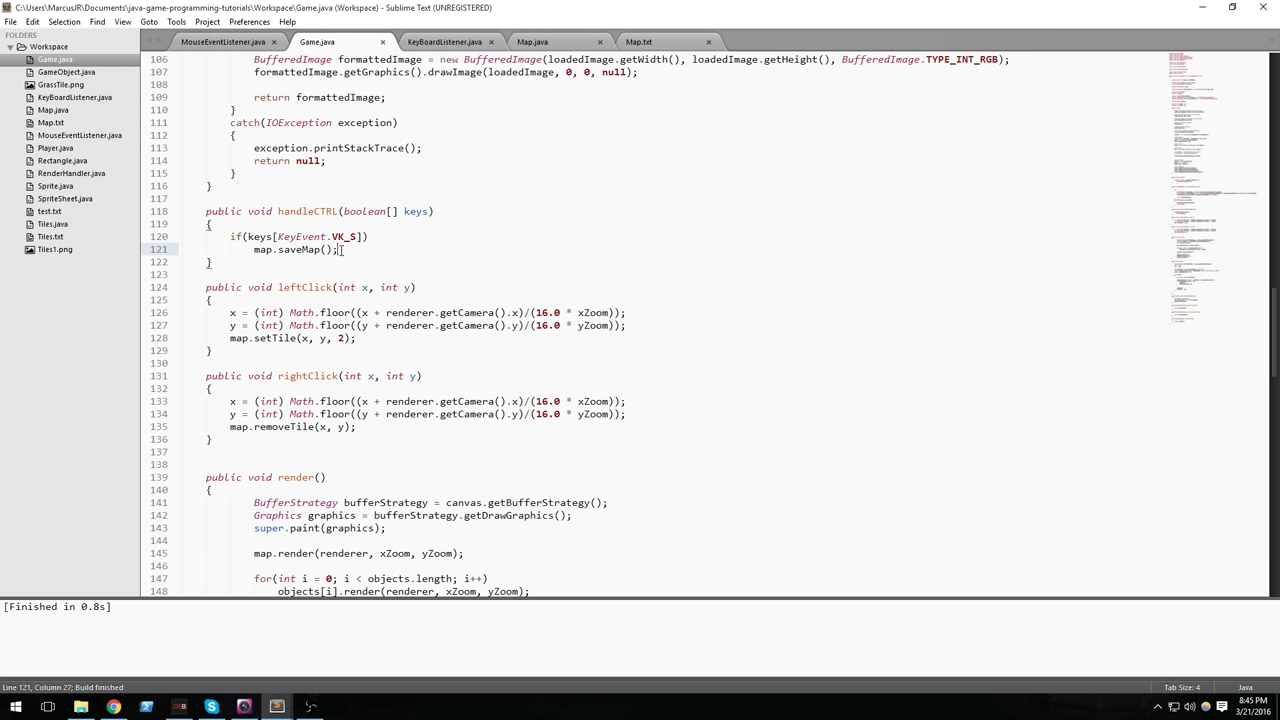 C:\Users\MarcusJR\Documents\java-game-programming-tutorials\Workspace\Game.java (Workspace) - Sublime Text (UNREGISTERED)
File Edit Selection Find View Goto Tools Project Preferences Help
FOLDERS
Workspace
Game.java
GameObject.java
GrassTile.png
KeyBoardListener.java
Map.java
Map.txt
MouseEventListener.java
Player.java
Rectangle.java
RenderHandler.java
Sprite.java
SpriteSheet.java
test.txt
Tiles.java
Tiles.txt
Tiles1.png
MouseEventListener.java × Game.java × KeyBoardListener.java × Map.java × Map.txt ×
106 BufferedImage formattedImage = new BufferedImage(loadedImage.getWidth(), loadedImage.getHeight(), BufferedImage.TYPE_INT_RGB);
107 formattedImage.getGraphics().drawImage(loadedImage, 0, 0, null);
108
109 return formattedImage;
110 }
111 catch(IOException exception)
112 {
113 exception.printStackTrace();
114 return null;
115 }
116 }
117
118 public void handleCTRL(boolean[] keys)
119 {
120 if(keys[KeyEvent.VK_S])
121 map.saveMap();
122 }
123
124 public void leftClick(int x, int y)
125 {
126 x = (int) Math.floor((x + renderer.getCamera().x)/(16.0 * xZoom));
127 y = (int) Math.floor((y + renderer.getCamera().y)/(16.0 * yZoom));
128 map.setTile(x, y, 2);
129 }
130
131 public void rightClick(int x, int y)
132 {
133 x = (int) Math.floor((x + renderer.getCamera().x)/(16.0 * xZoom));
134 y = (int) Math.floor((y + renderer.getCamera().y)/(16.0 * yZoom));
135 map.removeTile(x, y);
136 }
137
138
139 public void render()
140 {
141 BufferStrategy bufferStrategy = canvas.getBufferStrategy();
142 Graphics graphics = bufferStrategy.getDrawGraphics();
143 super.paint(graphics);
144
145 map.render(renderer, xZoom, yZoom);
146
147 for(int i = 0; i < objects.length; i++)
148 objects[i].render(renderer, xZoom, yZoom);
[Finished in 0.8s]
Line 121, Column 27; Build finished
Tab Size: 4
Java
8:45 PM
3/21/2016